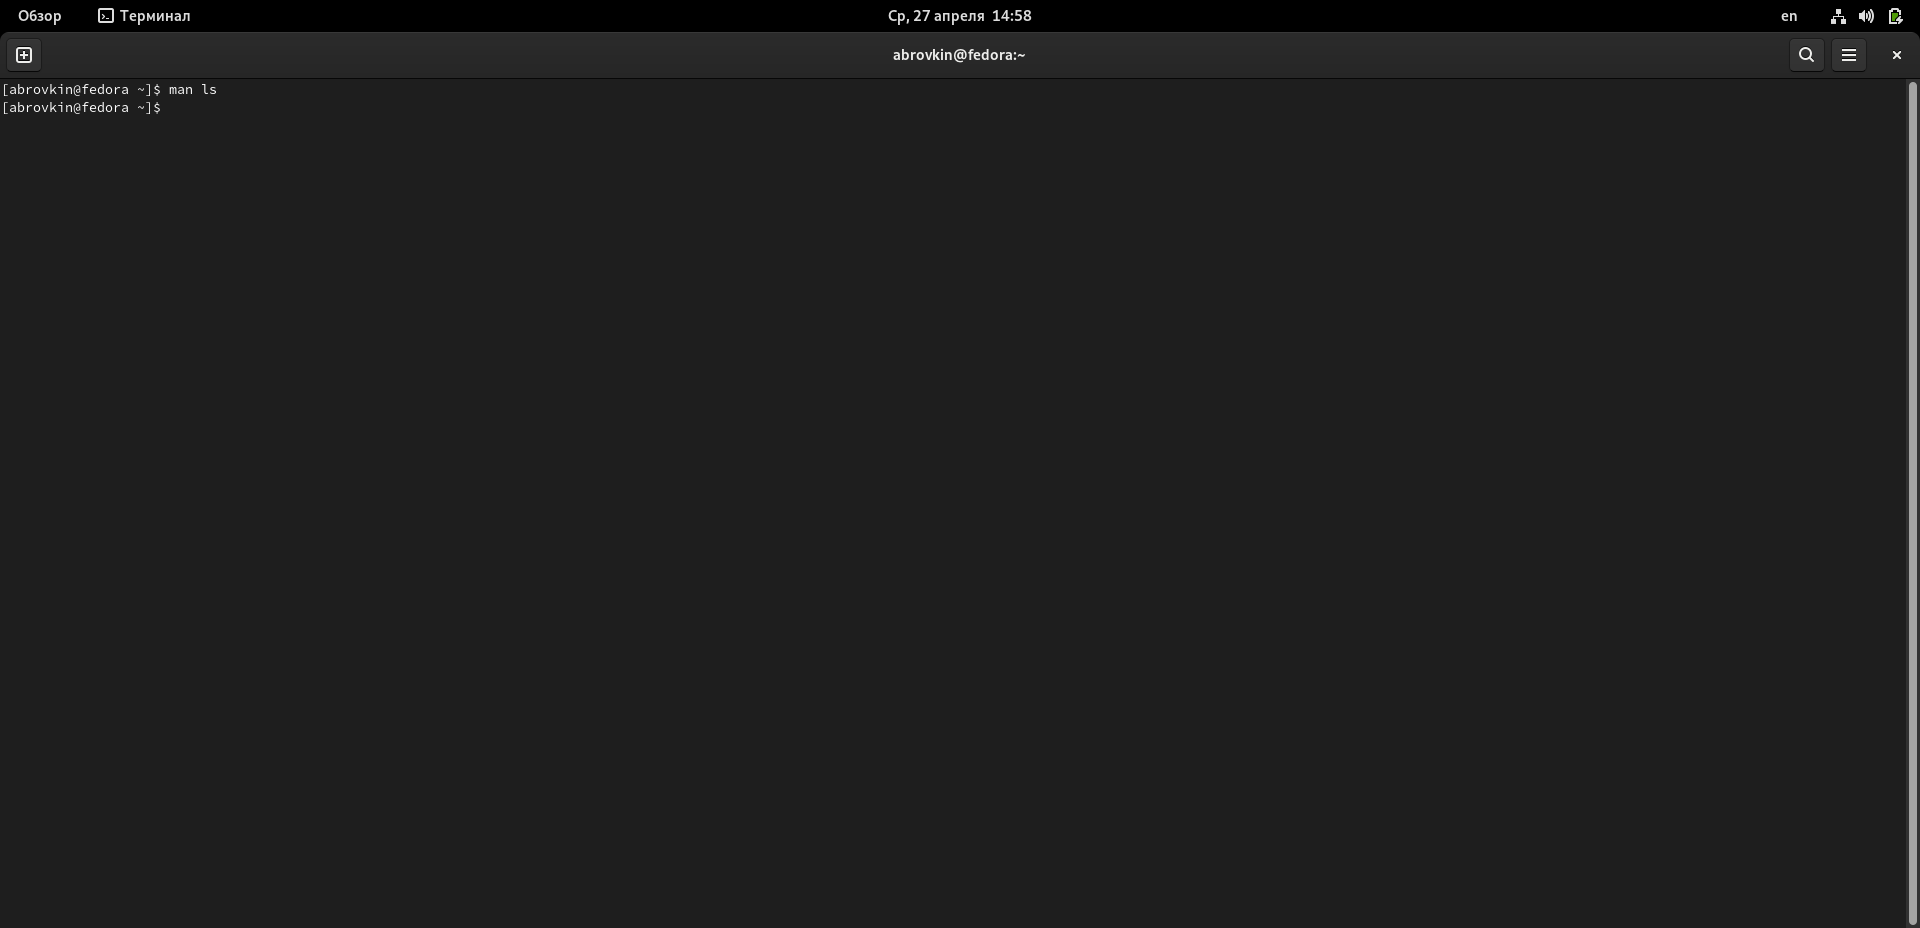 Обзор Терминал Ср, 27 апреля 14:58 en
abrovkin@fedora:~
[abrovkin@fedora ~]$ man ls
[abrovkin@fedora ~]$